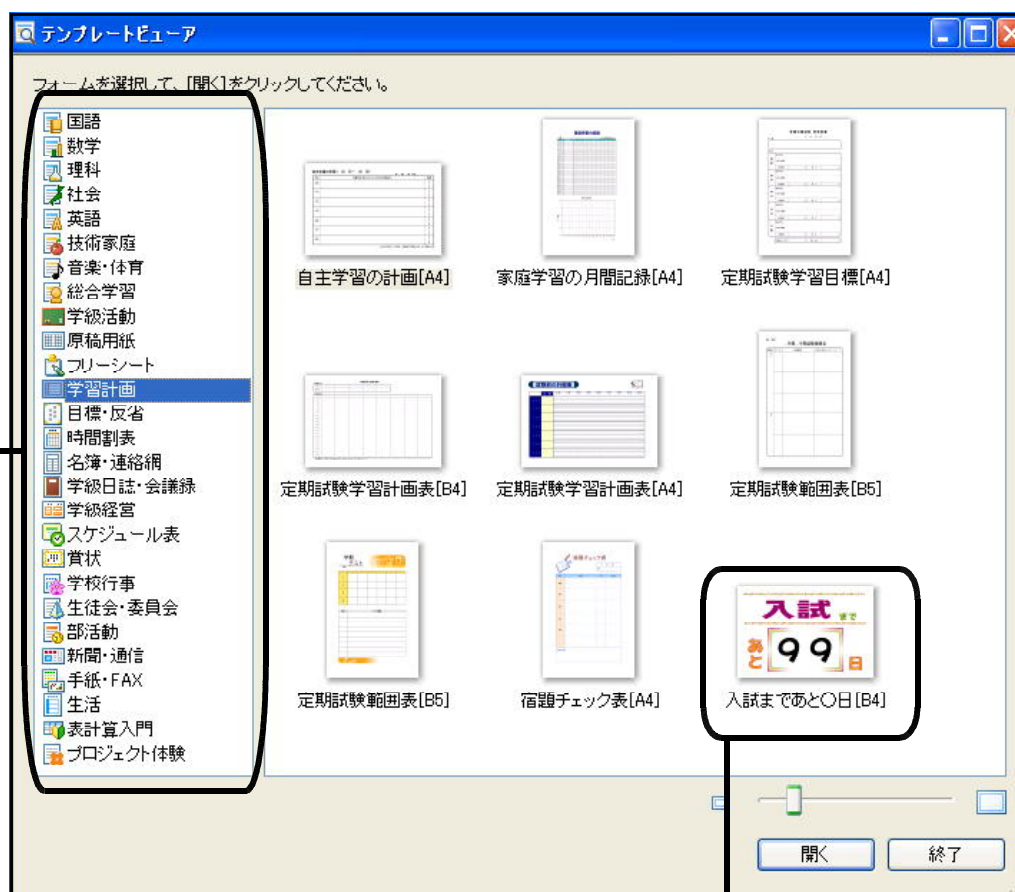 テンプレートビューア
フォームを選択して、[開く]をクリックしてください。
国語
数学
理科
社会
英語
技術家庭
音楽・体育
総合学習
学級活動
原稿用紙
フリーシート
学習計画
目標・反省
時間割表
名簿・連絡網
学級日誌・会議録
学級経営
スケジュール表
賞状
学校行事
生徒会・委員会
部活動
新聞・通信
手紙・FAX
生活
表計算入門
プロジェクト体験
自主学習の計画[A4]
家庭学習の月間記録[A4]
定期試験学習目標[A4]
定期試験学習計画表[B4]
定期試験学習計画表[A4]
定期試験範囲表[B5]
定期試験範囲表[B5]
宿題チェック表[A4]
入試まで
あと99日
入試まであと〇日[B4]
開く
終了